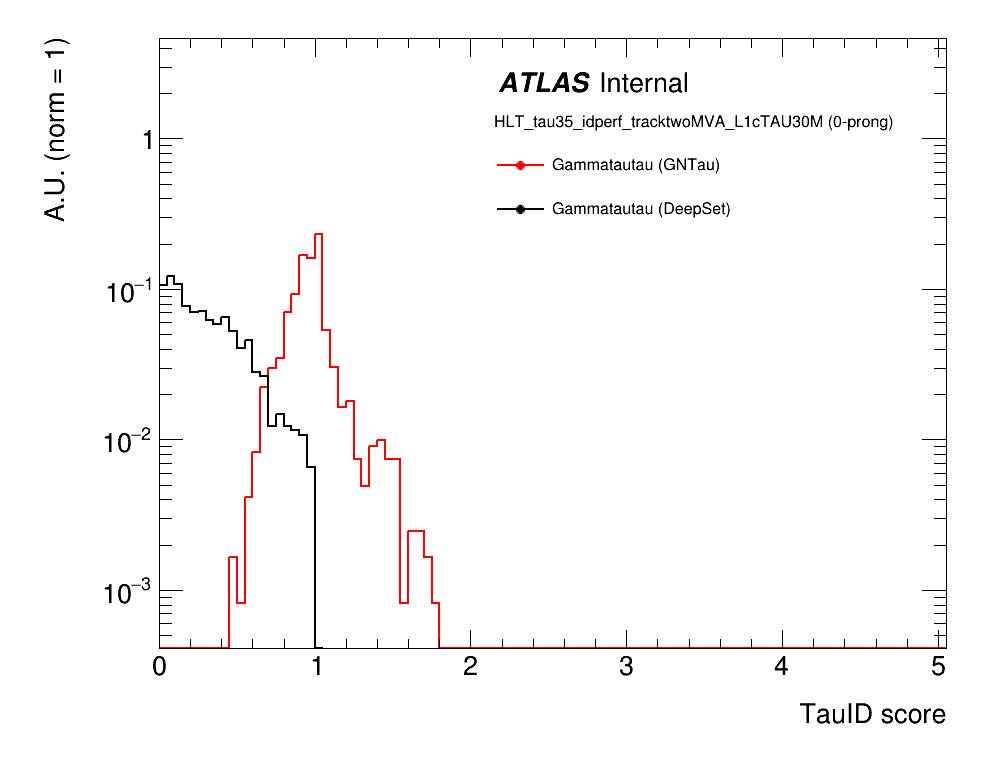 A.U. (norm = 1)
ATLAS Internal
HLT_tau35_idperf_tracktwoMVA_L1cTAU30M (0-prong)
Gammatautau (GNTau)
Gammatautau (DeepSet)
1
10⁻¹
10⁻²
10⁻³
0 1 2 3 4 5
TauID score